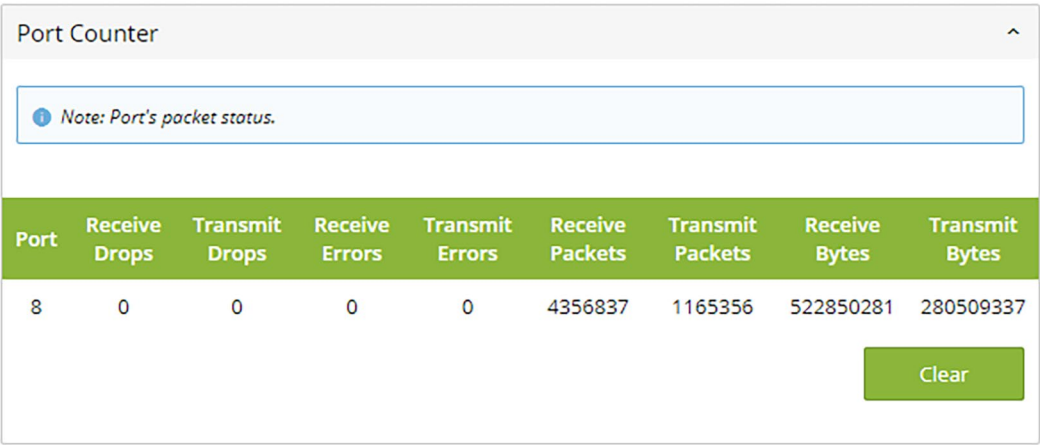 Port Counter
Note: Port's packet status.
Port Receive Drops Transmit Drops Receive Errors Transmit Errors Receive Packets Transmit Packets Receive Bytes Transmit Bytes
8 0 0 0 0 4356837 1165356 522850281 280509337
Clear